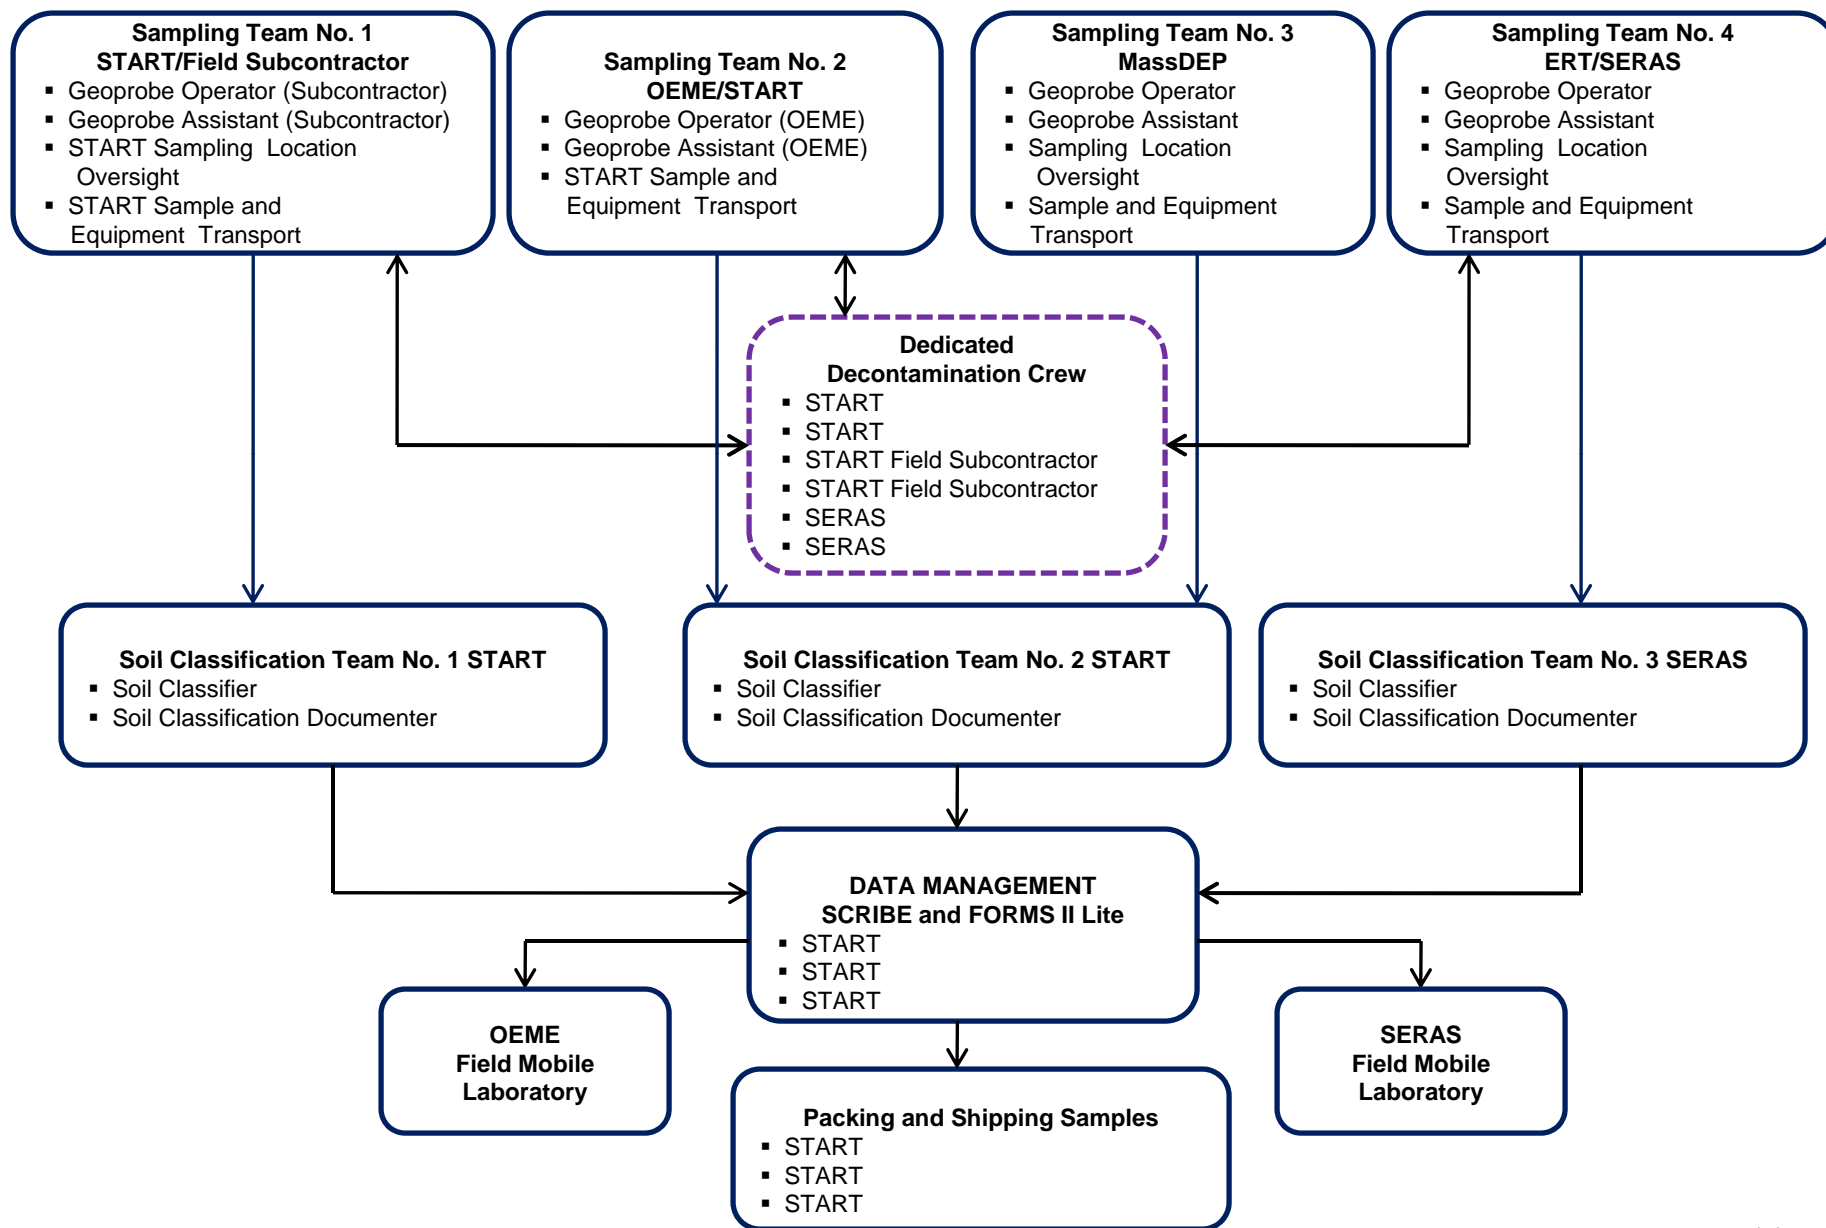 Sampling Team No. 1
START/Field Subcontractor
▪ Geoprobe Operator (Subcontractor)
▪ Geoprobe Assistant (Subcontractor)
▪ START Sampling Location
Oversight
▪ START Sample and
Equipment Transport
Sampling Team No. 2
OEME/START
▪ Geoprobe Operator (OEME)
▪ Geoprobe Assistant (OEME)
▪ START Sample and
Equipment Transport
Sampling Team No. 3
MassDEP
▪ Geoprobe Operator
▪ Geoprobe Assistant
▪ Sampling Location
Oversight
▪ Sample and Equipment
Transport
Sampling Team No. 4
ERT/SERAS
▪ Geoprobe Operator
▪ Geoprobe Assistant
▪ Sampling Location
Oversight
▪ Sample and Equipment
Transport
Dedicated
Decontamination Crew
▪ START
▪ START
▪ START Field Subcontractor
▪ START Field Subcontractor
▪ SERAS
▪ SERAS
Soil Classification Team No. 1 START
▪ Soil Classifier
▪ Soil Classification Documenter
Soil Classification Team No. 2 START
▪ Soil Classifier
▪ Soil Classification Documenter
Soil Classification Team No. 3 SERAS
▪ Soil Classifier
▪ Soil Classification Documenter
DATA MANAGEMENT
SCRIBE and FORMS II Lite
▪ START
▪ START
▪ START
OEME
Field Mobile
Laboratory
SERAS
Field Mobile
Laboratory
Packing and Shipping Samples
▪ START
▪ START
▪ START